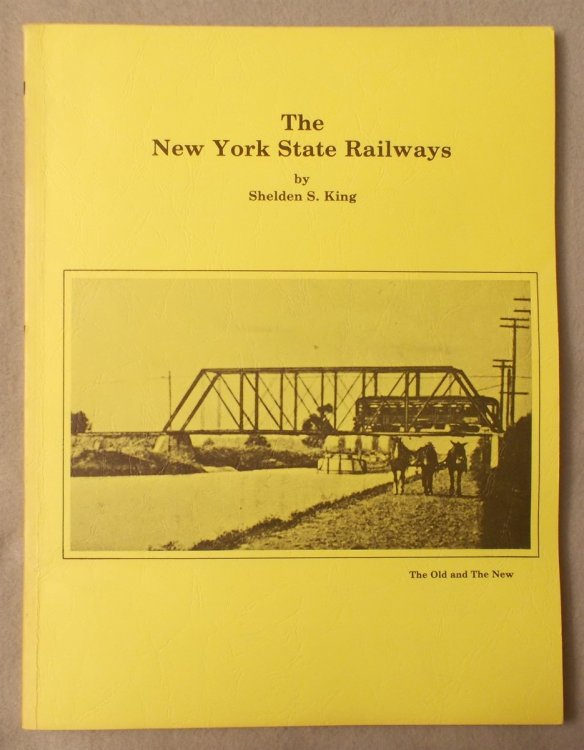 The
New York State Railways
by
Shelden S. King
The Old and The New